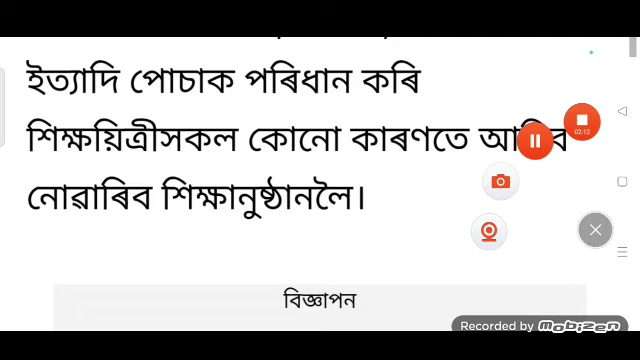 ইত্যাদি পোচাক পৰিধান কৰি
শিক্ষয়িত্ৰীসকল কোনো কাৰণতে
নোৱাৰিব শিক্ষানুষ্ঠানলৈ।
02:12
বিজ্ঞাপন
Recorded by Mobizen